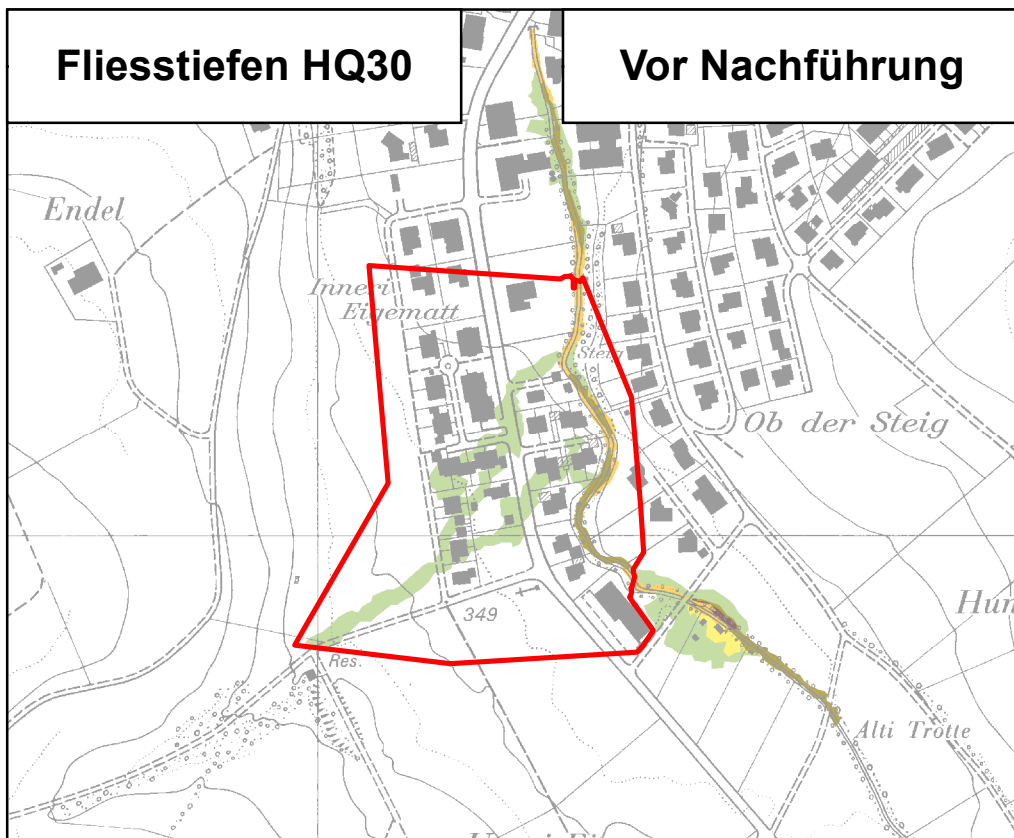 Fliesstiefen HQ30
Vor Nachführung
Endel
Inneri
Eigematt
Steig
Ob der Steig
349
Res.
Hun
Alti Trotte